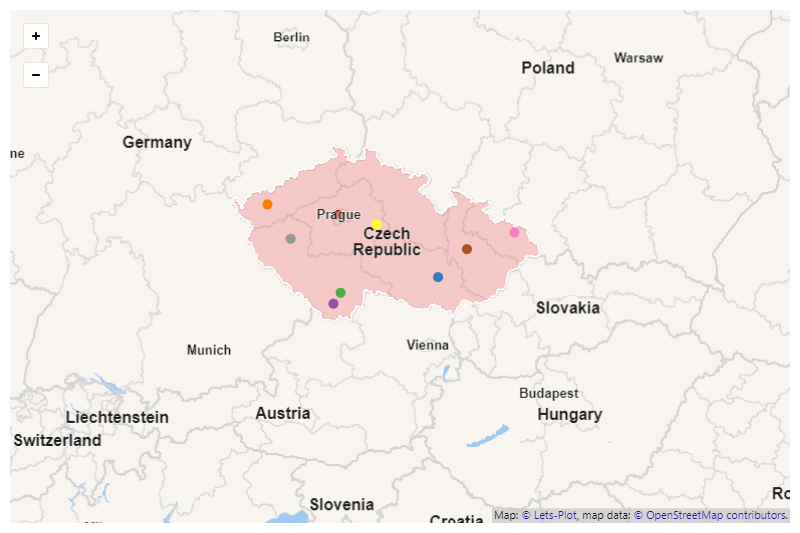 +
Berlin
Warsaw
Poland
−
Germany
ne
Prague
Czech
Republic
Slovakia
Vienna
Munich
Budapest
Liechtenstein
Austria
Hungary
Switzerland
Ro
Slovenia
Map: © Lets-Plot, map data: © OpenStreetMap contributors.
Croatia